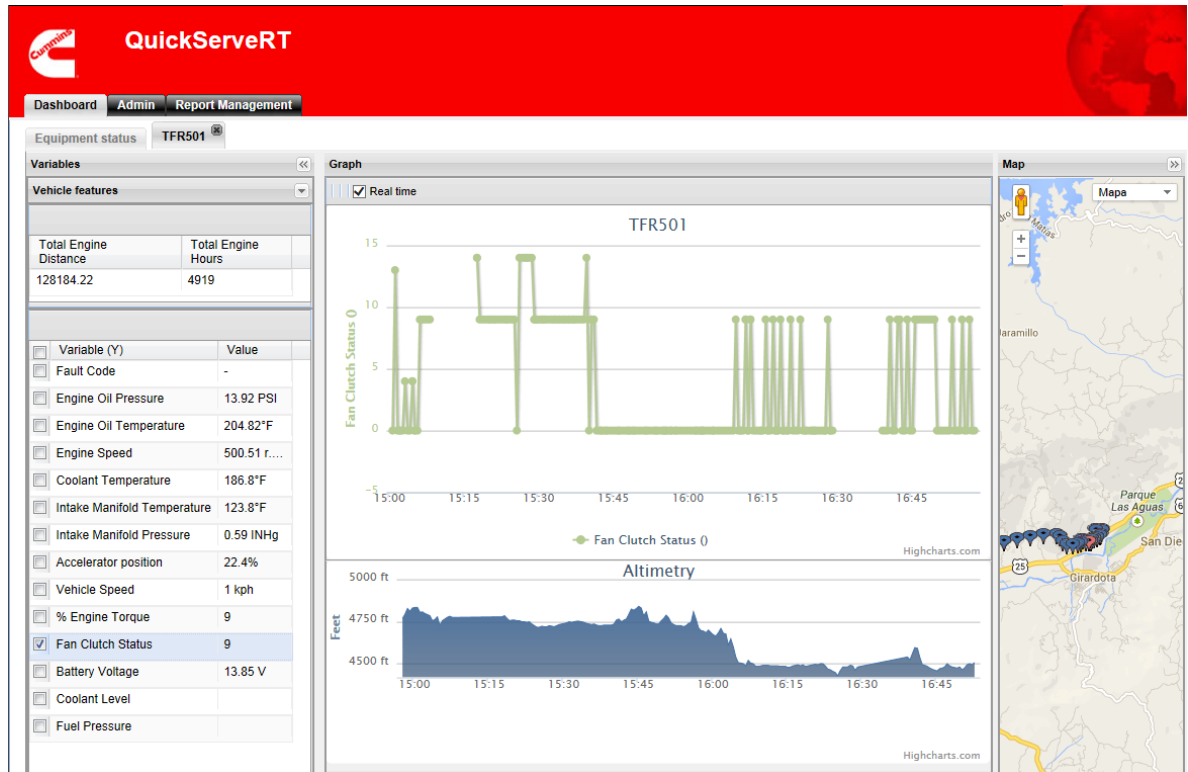 Cummins
QuickServeRT
Dashboard Admin Report Management
Equipment status TFR501
Variables
Vehicle features
Total Engine Distance Total Engine Hours
128184.22 4919
Variable (Y) Value
Fault Code -
Engine Oil Pressure 13.92 PSI
Engine Oil Temperature 204.82°F
Engine Speed 500.51 r....
Coolant Temperature 186.8°F
Intake Manifold Temperature 123.8°F
Intake Manifold Pressure 0.59 INHg
Accelerator position 22.4%
Vehicle Speed 1 kph
% Engine Torque 9
Fan Clutch Status 9
Battery Voltage 13.85 V
Coolant Level
Fuel Pressure
Graph
Real time
TFR501
Fan Clutch Status ()
15
10
5
0
-5
15:00 15:15 15:30 15:45 16:00 16:15 16:30 16:45
Fan Clutch Status ()
Highcharts.com
Altimetry
Feet
5000 ft
4750 ft
4500 ft
15:00 15:15 15:30 15:45 16:00 16:15 16:30 16:45
Highcharts.com
Map
Mapa
+
−
Matías
Jaramillo
Parque
Las Aguas
San Die
25
Girardota